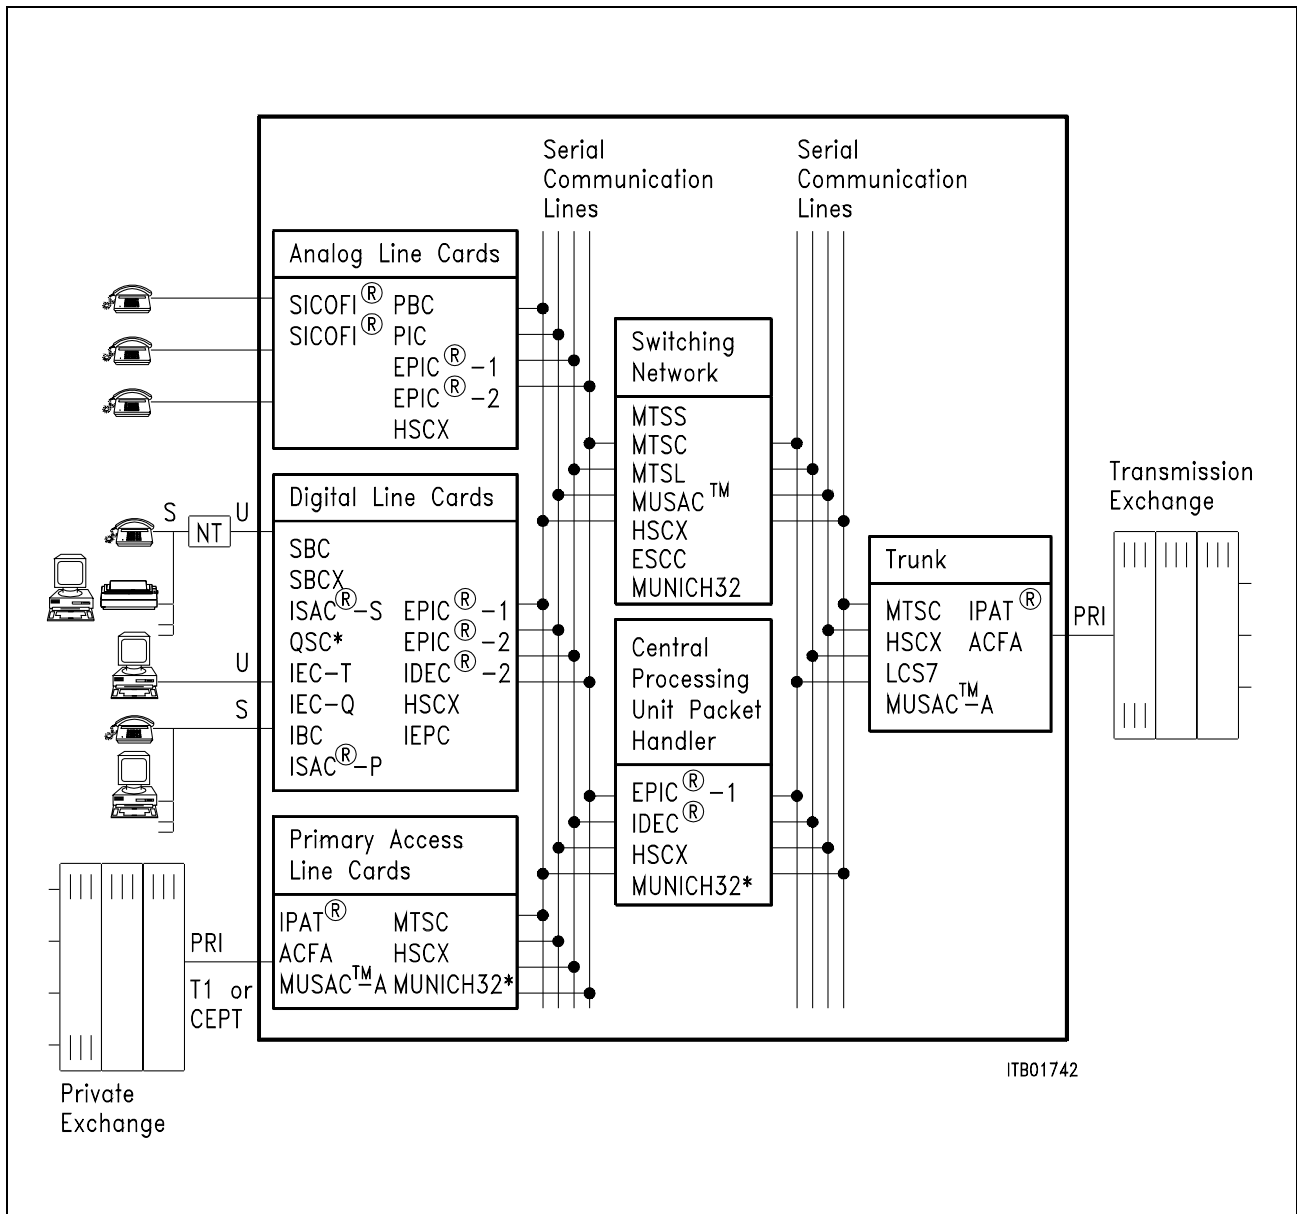 Serial
Communication
Lines
Serial
Communication
Lines
Analog Line Cards
SICOFI® PBC
SICOFI® PIC
EPIC®-1
EPIC®-2
HSCX
Switching
Network
MTSS
MTSC
MTSL
MUSAC™
HSCX
ESCC
MUNICH32
Digital Line Cards
S
NT
U
U
S
SBC
SBCX
ISAC®-S EPIC®-1
QSC* EPIC®-2
IEC-T IDEC®-2
IEC-Q HSCX
IBC IEPC
ISAC®-P
Transmission
Exchange
Trunk
MTSC IPAT®
HSCX ACFA
LCS7
MUSAC™-A
PRI
Central
Processing
Unit Packet
Handler
EPIC®-1
IDEC®
HSCX
MUNICH32*
Primary Access
Line Cards
IPAT® MTSC
ACFA HSCX
MUSAC™-A MUNICH32*
PRI
T1 or
CEPT
Private
Exchange
ITB01742